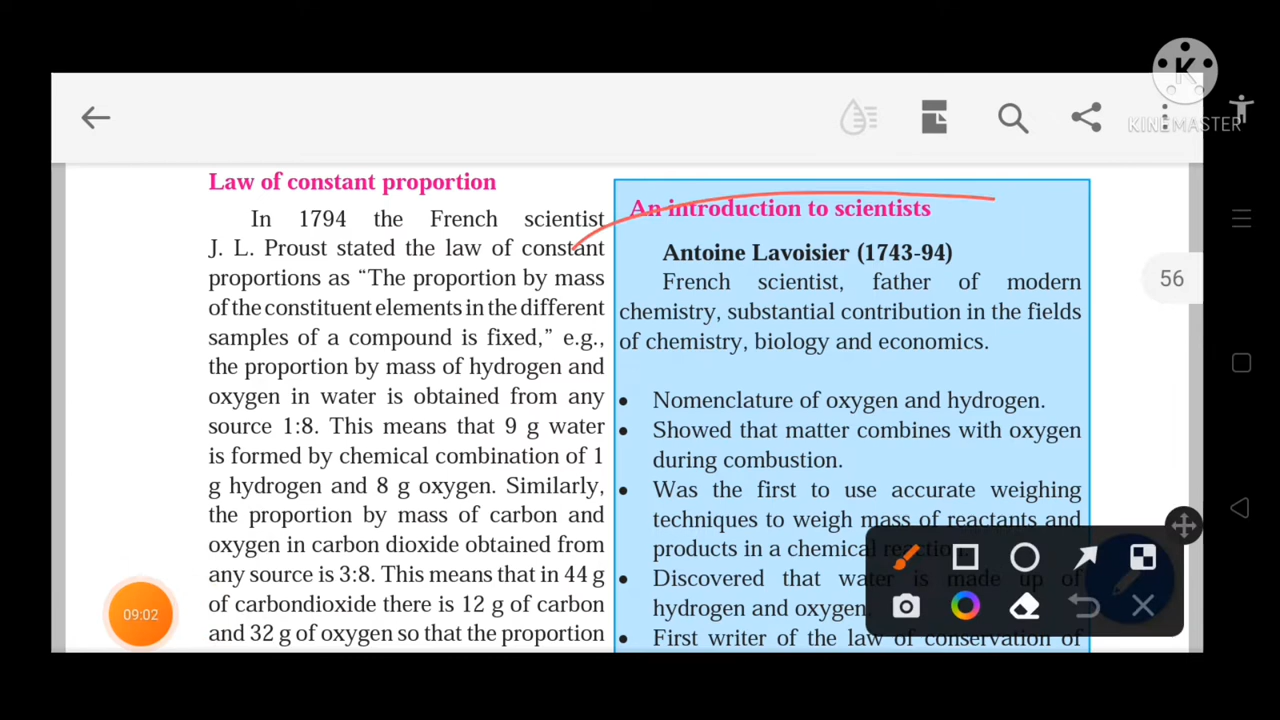 KINEMASTER
56
Law of constant proportion
In 1794 the French scientist
J. L. Proust stated the law of constant
proportions as “The proportion by mass
of the constituent elements in the different
samples of a compound is fixed,” e.g.,
the proportion by mass of hydrogen and
oxygen in water is obtained from any
source 1:8. This means that 9 g water
is formed by chemical combination of 1
g hydrogen and 8 g oxygen. Similarly,
the proportion by mass of carbon and
oxygen in carbon dioxide obtained from
any source is 3:8. This means that in 44 g
of carbondioxide there is 12 g of carbon
and 32 g of oxygen so that the proportion
An introduction to scientists
Antoine Lavoisier (1743-94)
French scientist, father of modern
chemistry, substantial contribution in the fields
of chemistry, biology and economics.
• Nomenclature of oxygen and hydrogen.
• Showed that matter combines with oxygen
during combustion.
• Was the first to use accurate weighing
techniques to weigh mass of reactants and
products in a chemical reaction.
• Discovered that water is made up of
hydrogen and oxygen.
• First writer of the law of conservation of
09:02